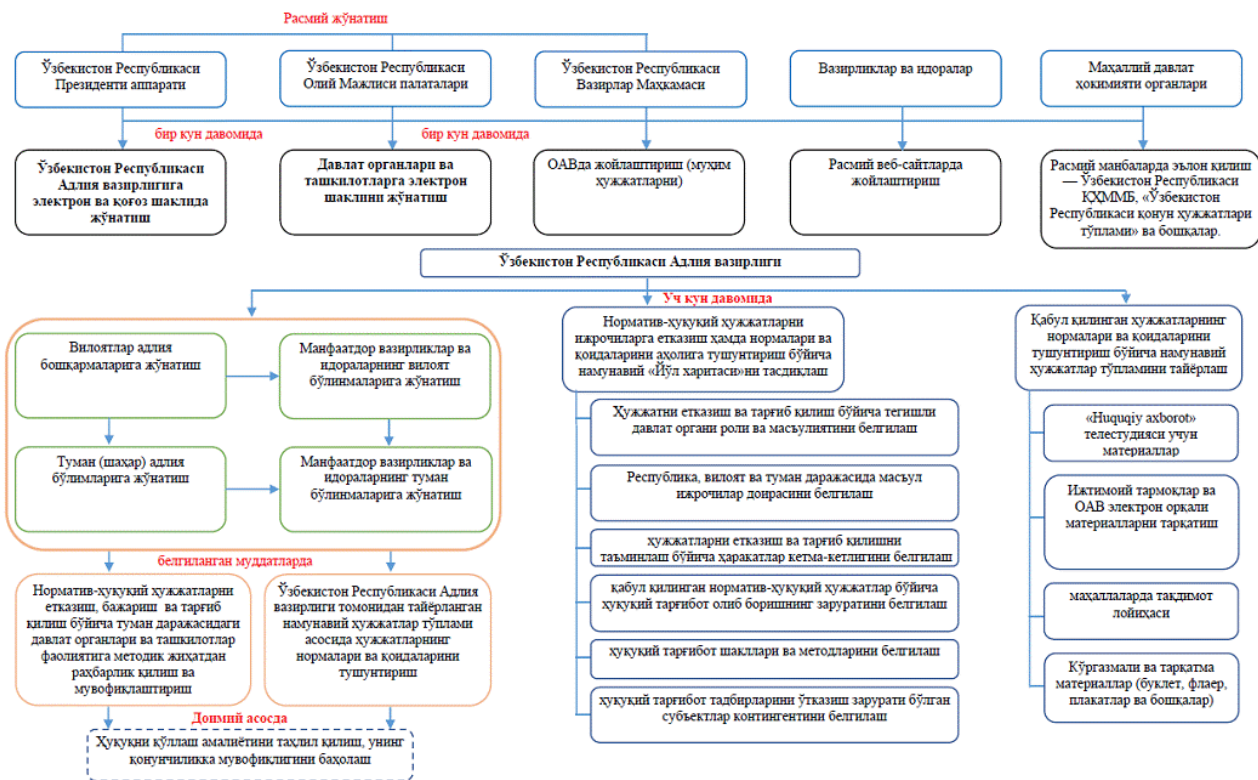 Расмий жўнатиш
Ўзбекистон Республикаси
Президенти аппарати
Ўзбекистон Республикаси
Олий Мажлиси палаталари
Ўзбекистон Республикаси
Вазирлар Маҳкамаси
Вазирликлар ва идоралар
Маҳаллий давлат
ҳокимияти органлари
бир кун давомида
бир кун давомида
Ўзбекистон Республикаси
Адлия вазирлигига
электрон ва қоғоз шаклида
жўнатиш
Давлат органлари ва
ташкилотларга электрон
шаклини жўнатиш
ОАВда жойлаштириш (муҳим
ҳужжатларни)
Расмий веб-сайтларда
жойлаштириш
Расмий манбаларда эълон қилиш
— Ўзбекистон Республикаси
ҚҲММБ, «Ўзбекистон
Республикаси қонун ҳужжатлари
тўплами» ва бошқалар.
Ўзбекистон Республикаси Адлия вазирлиги
Уч кун давомида
Вилоятлар адлия
бошқармаларига жўнатиш
Манфаатдор вазирликлар ва
идораларнинг вилоят
бўлинмаларига жўнатиш
Туман (шаҳар) адлия
бўлимларига жўнатиш
Манфаатдор вазирликлар ва
идораларнинг туман
бўлинмаларига жўнатиш
белгиланган муддатларда
Норматив-ҳуқуқий ҳужжатларни
етказиш, бажариш ва тарғиб
қилиш бўйича туман даражасидаги
давлат органлари ва ташкилотлар
фаолиятига методик жиҳатдан
раҳбарлик қилиш ва
мувофиқлаштириш
Ўзбекистон Республикаси Адлия
вазирлиги томонидан тайёрланган
намунавий ҳужжатлар тўплами
асосида ҳужжатларнинг
нормалари ва қоидаларини
тушунтириш
Доимий асосда
Ҳуқуқни қўллаш амалиётини таҳлил қилиш, унинг
қонунчиликка мувофиқлигини баҳолаш
Норматив-ҳуқуқий ҳужжатларни
ижрочиларга етказиш ҳамда нормалари ва
қоидаларини аҳолига тушунтириш бўйича
намунавий «Йўл харитаси»ни тасдиқлаш
Ҳужжатни етказиш ва тарғиб қилиш бўйича тегишли
давлат органи роли ва масъулиятини белгилаш
Республика, вилоят ва туман даражасида масъул
ижрочилар доирасини белгилаш
ҳужжатларни етказиш ва тарғиб қилишни
таъминлаш бўйича ҳаракатлар кетма-кетлигини белгилаш
қабул қилинган норматив-ҳуқуқий ҳужжатлар бўйича
ҳуқуқий тарғибот олиб боришнинг заруратини белгилаш
ҳуқуқий тарғибот шакллари ва методларини белгилаш
ҳуқуқий тарғибот тадбирларини ўтказиш зарурати бўлган
субъектлар контингентини белгилаш
Қабул қилинган ҳужжатларнинг
нормалари ва қоидаларини
тушунтириш бўйича намунавий
ҳужжатлар тўпламини тайёрлаш
«Huquqiy axborot»
телестудияси учун
материаллар
Ижтимоий тармоқлар ва
ОАВ электрон орқали
материалларни тарқатиш
маҳаллаларда тақдимот
лойиҳаси
Кўргазмали ва тарқатма
материаллар (буклет, флаер,
плакатлар ва бошқалар)